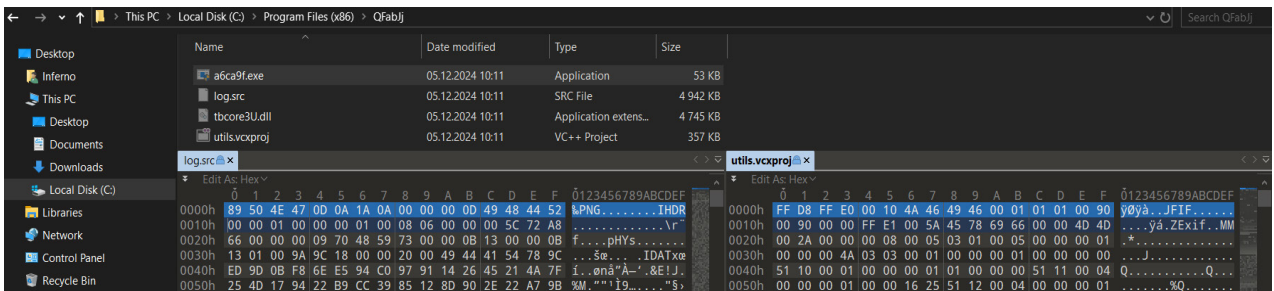 This PC > Local Disk (C:) > Program Files (x86) > QFabJj
Search QFabJj
Desktop
Inferno
This PC
Desktop
Documents
Downloads
Local Disk (C:)
Libraries
Network
Control Panel
Recycle Bin
Name Date modified Type Size
a6ca9f.exe 05.12.2024 10:11 Application 53 KB
log.src 05.12.2024 10:11 SRC File 4 942 KB
tbcore3U.dll 05.12.2024 10:11 Application extens... 4 745 KB
utils.vcxproj 05.12.2024 10:11 VC++ Project 357 KB
log.src
Edit As: Hex
0 1 2 3 4 5 6 7 8 9 A B C D E F 0123456789ABCDEF
0000h 89 50 4E 47 0D 0A 1A 0A 00 00 00 0D 49 48 44 52 ‰PNG........IHDR
0010h 00 00 01 00 00 00 01 00 08 06 00 00 00 5C 72 A8 .............\r¨
0020h 66 00 00 00 09 70 48 59 73 00 00 0B 13 00 00 0B f....pHYs.......
0030h 13 01 00 9A 9C 18 00 00 20 00 49 44 41 54 78 9C ...šœ... .IDATxœ
0040h ED 9D 0B F8 6E E5 94 C0 97 91 14 26 45 21 4A 7F í..ønå”À—‘.&E!J.
0050h 25 4D 17 94 22 B9 CC 39 85 12 8D 90 2E 22 A7 9B %M.”"¹Ì9....."§›
utils.vcxproj
Edit As: Hex
0 1 2 3 4 5 6 7 8 9 A B C D E F 0123456789ABCDEF
0000h FF D8 FF E0 00 10 4A 46 49 46 00 01 01 01 00 90 ÿØÿà..JFIF......
0010h 00 90 00 00 FF E1 00 5A 45 78 69 66 00 00 4D 4D ....ÿá.ZExif..MM
0020h 00 2A 00 00 00 08 00 05 03 01 00 05 00 00 00 01 .*..............
0030h 00 00 00 4A 03 03 00 01 00 00 00 01 00 00 00 00 ...J............
0040h 51 10 00 01 00 00 00 01 01 00 00 00 51 11 00 04 Q...........Q...
0050h 00 00 00 01 00 00 16 25 51 12 00 04 00 00 00 01 .......%Q.......